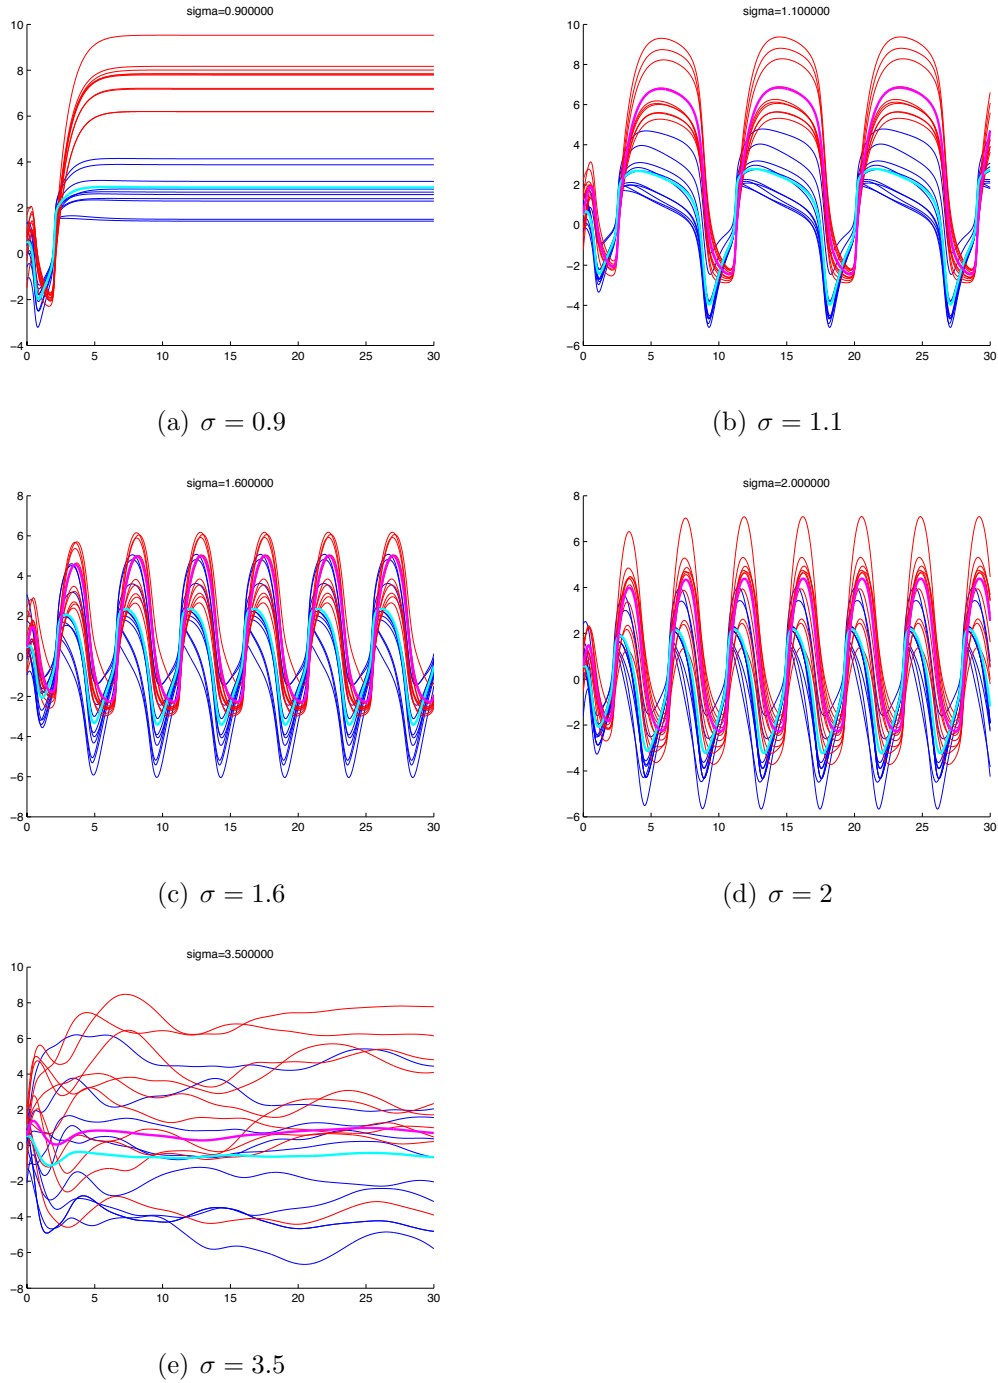 sigma=0.900000
10
8
6
4
2
0
−2
−4
0 5 10 15 20 25 30
(a) σ = 0.9
sigma=1.100000
10
8
6
4
2
0
−2
−4
−6
0 5 10 15 20 25 30
(b) σ = 1.1
sigma=1.600000
8
6
4
2
0
−2
−4
−6
−8
0 5 10 15 20 25 30
(c) σ = 1.6
sigma=2.000000
8
6
4
2
0
−2
−4
−6
0 5 10 15 20 25 30
(d) σ = 2
sigma=3.500000
10
8
6
4
2
0
−2
−4
−6
−8
0 5 10 15 20 25 30
(e) σ = 3.5